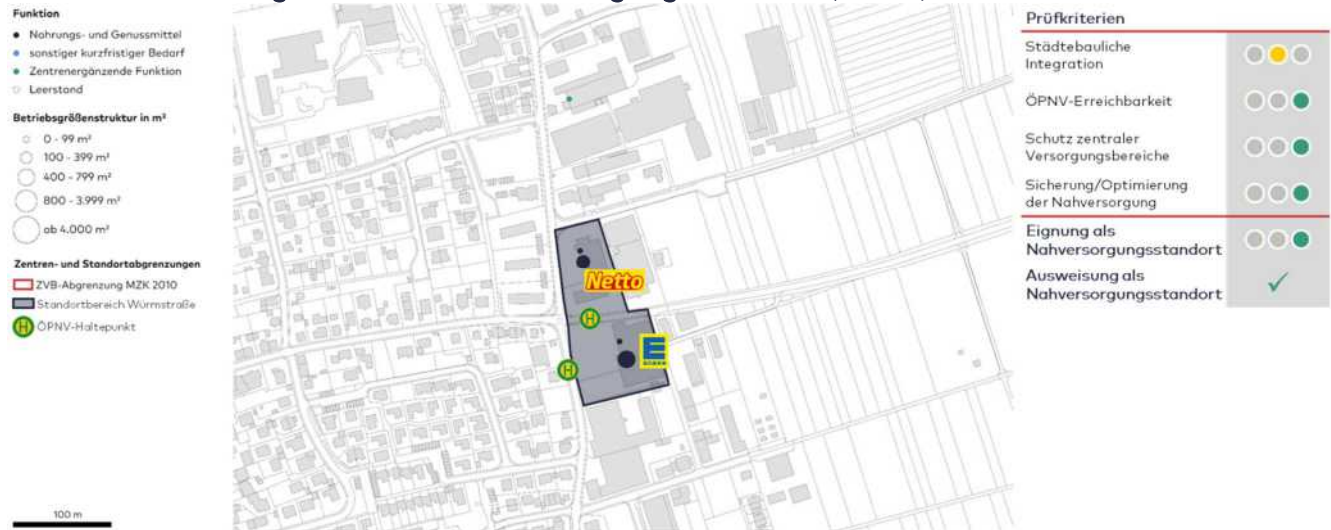 Funktion
Nahrungs- und Genussmittel
sonstiger kurzfristiger Bedarf
Zentrenergänzende Funktion
Leerstand
Betriebsgrößenstruktur in m²
0 - 99 m²
100 - 399 m²
400 - 799 m²
800 - 3.999 m²
ab 4.000 m²
Zentren- und Standortabgrenzungen
ZVB-Abgrenzung MZK 2010
Standortbereich Würmstraße
H ÖPNV-Haltepunkt
100 m
Netto
H
E
EDEKA
H
Prüfkriterien
Städtebauliche
Integration
ÖPNV-Erreichbarkeit
Schutz zentraler
Versorgungsbereiche
Sicherung/Optimierung
der Nahversorgung
Eignung als
Nahversorgungsstandort
Ausweisung als
Nahversorgungsstandort